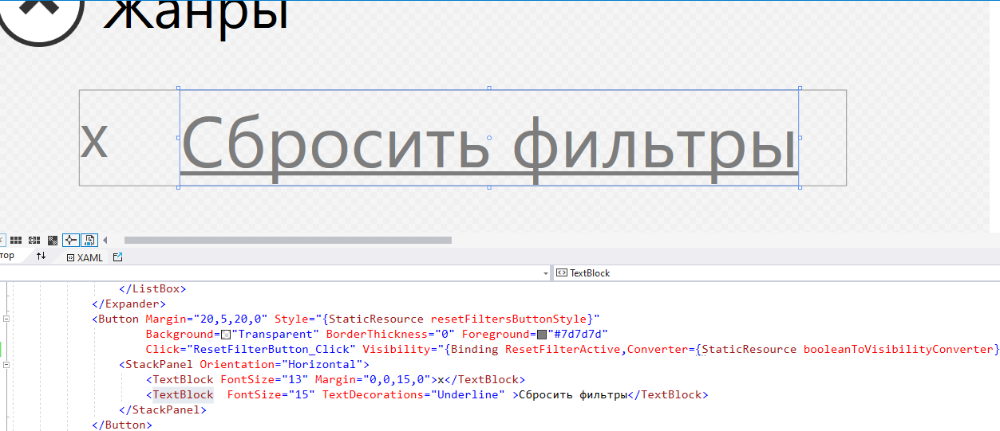 Жанры
x Сбросить фильтры
тор XAML
TextBlock
</ListBox>
</Expander>
<Button Margin="20,5,20,0" Style="{StaticResource resetFiltersButtonStyle}"
Background="Transparent" BorderThickness="0" Foreground="#7d7d7d"
Click="ResetFilterButton_Click" Visibility="{Binding ResetFilterActive,Converter={StaticResource booleanToVisibilityConverter}
<StackPanel Orientation="Horizontal">
<TextBlock FontSize="13" Margin="0,0,15,0">x</TextBlock>
<TextBlock  FontSize="15" TextDecorations="Underline" >Сбросить фильтры</TextBlock>
</StackPanel>
</Button>